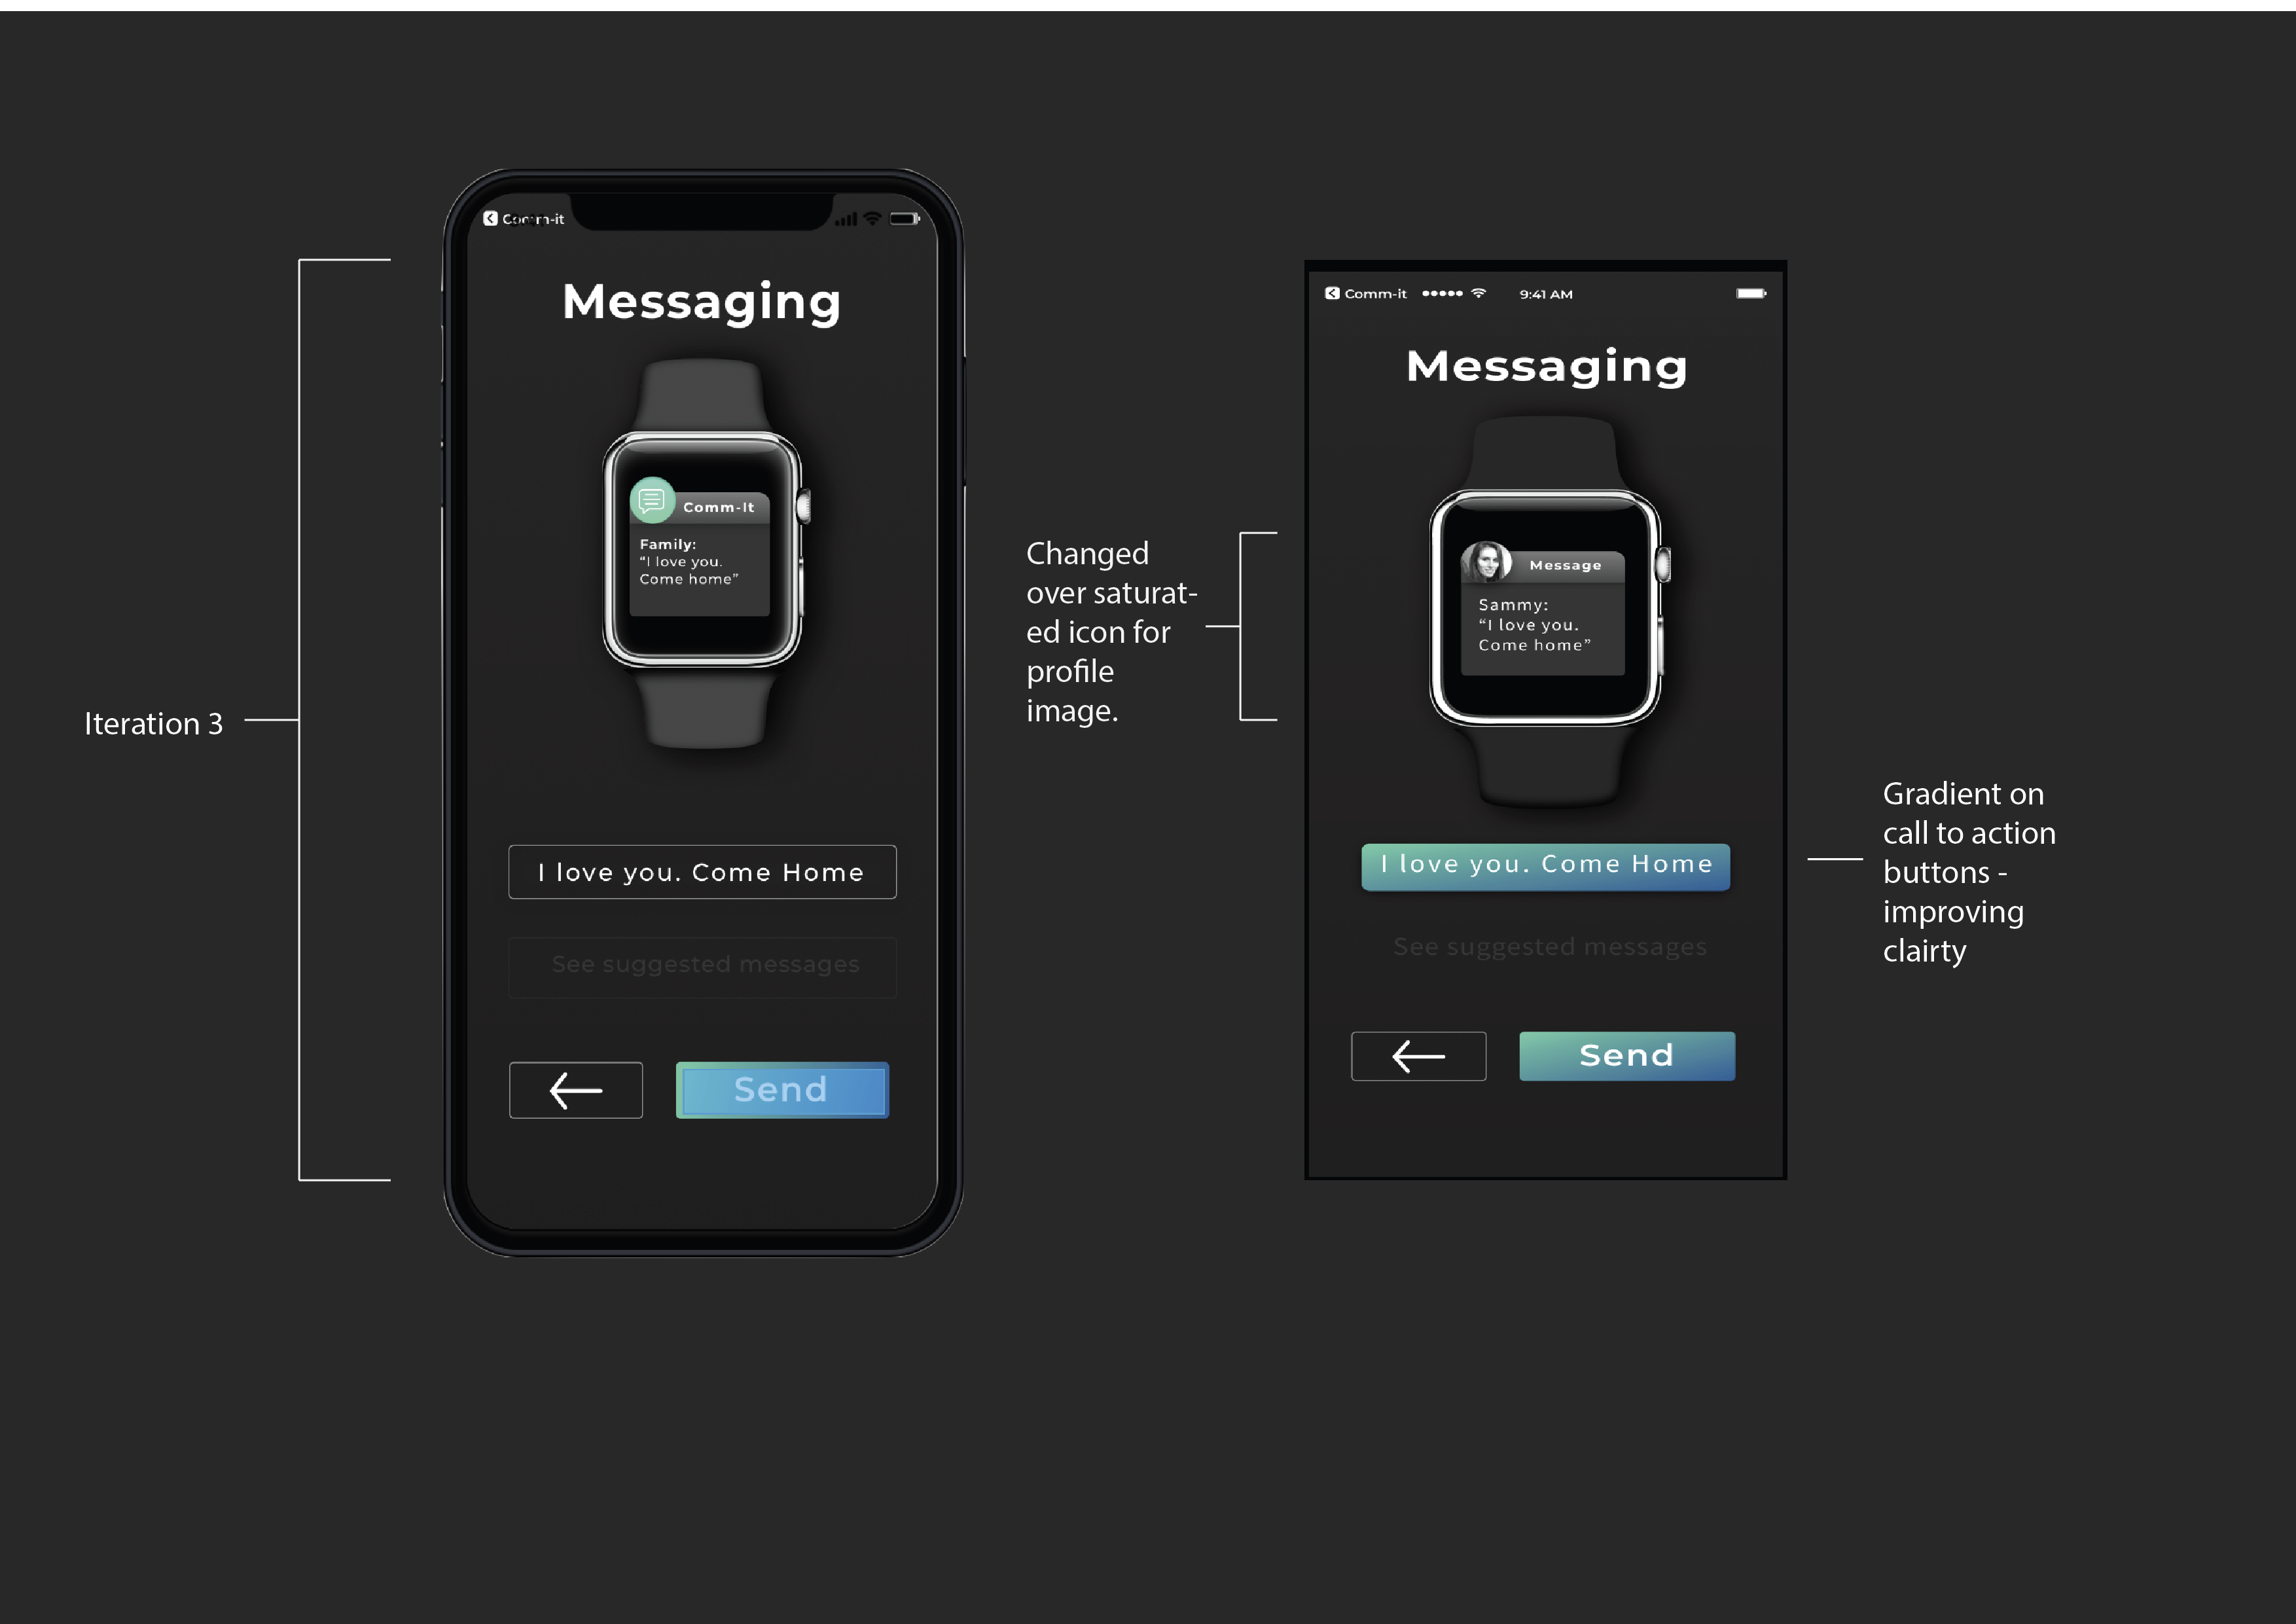 Iteration 3
Comm-it
Messaging
Comm-It
Family:
“I love you.
Come home”
I love you. Come Home
See suggested messages
Send
Changed
over saturat-
ed icon for
profile
image.
Comm-it
9:41 AM
Messaging
Message
Sammy:
“I love you.
Come home”
I love you. Come Home
See suggested messages
Send
Gradient on
call to action
buttons -
improving
clairty